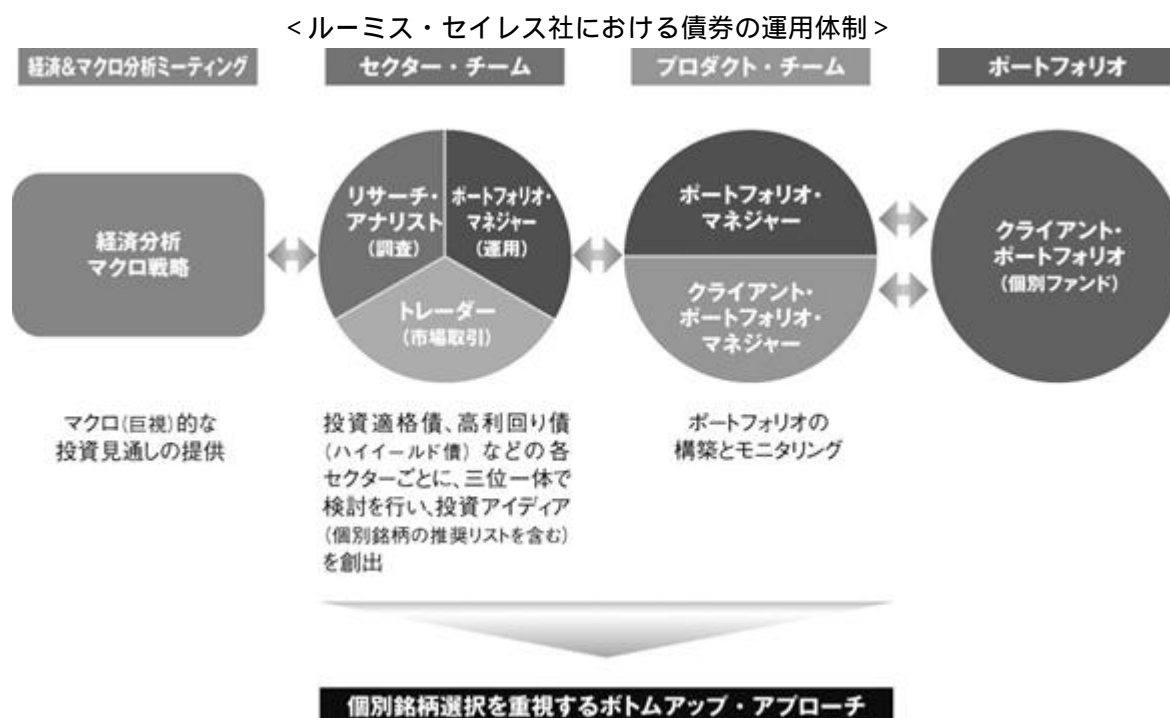 <ルーミス・セイレス社における債券の運用体制>
経済&マクロ分析ミーティング
セクター・チーム
プロダクト・チーム
ポートフォリオ
経済分析
マクロ戦略
リサーチ・
アナリスト
(調査)
ポートフォリオ・
マネジャー
(運用)
トレーダー
(市場取引)
ポートフォリオ・
マネジャー
クライアント・
ポートフォリオ・
マネジャー
クライアント・
ポートフォリオ
(個別ファンド)
マクロ(巨視)的な
投資見通しの提供
投資適格債、高利回り債
(ハイイールド債)などの各
セクターごとに、三位一体で
検討を行い、投資アイディア
(個別銘柄の推奨リストを含む)
を創出
ポートフォリオの
構築とモニタリング
個別銘柄選択を重視するボトムアップ・アプローチ